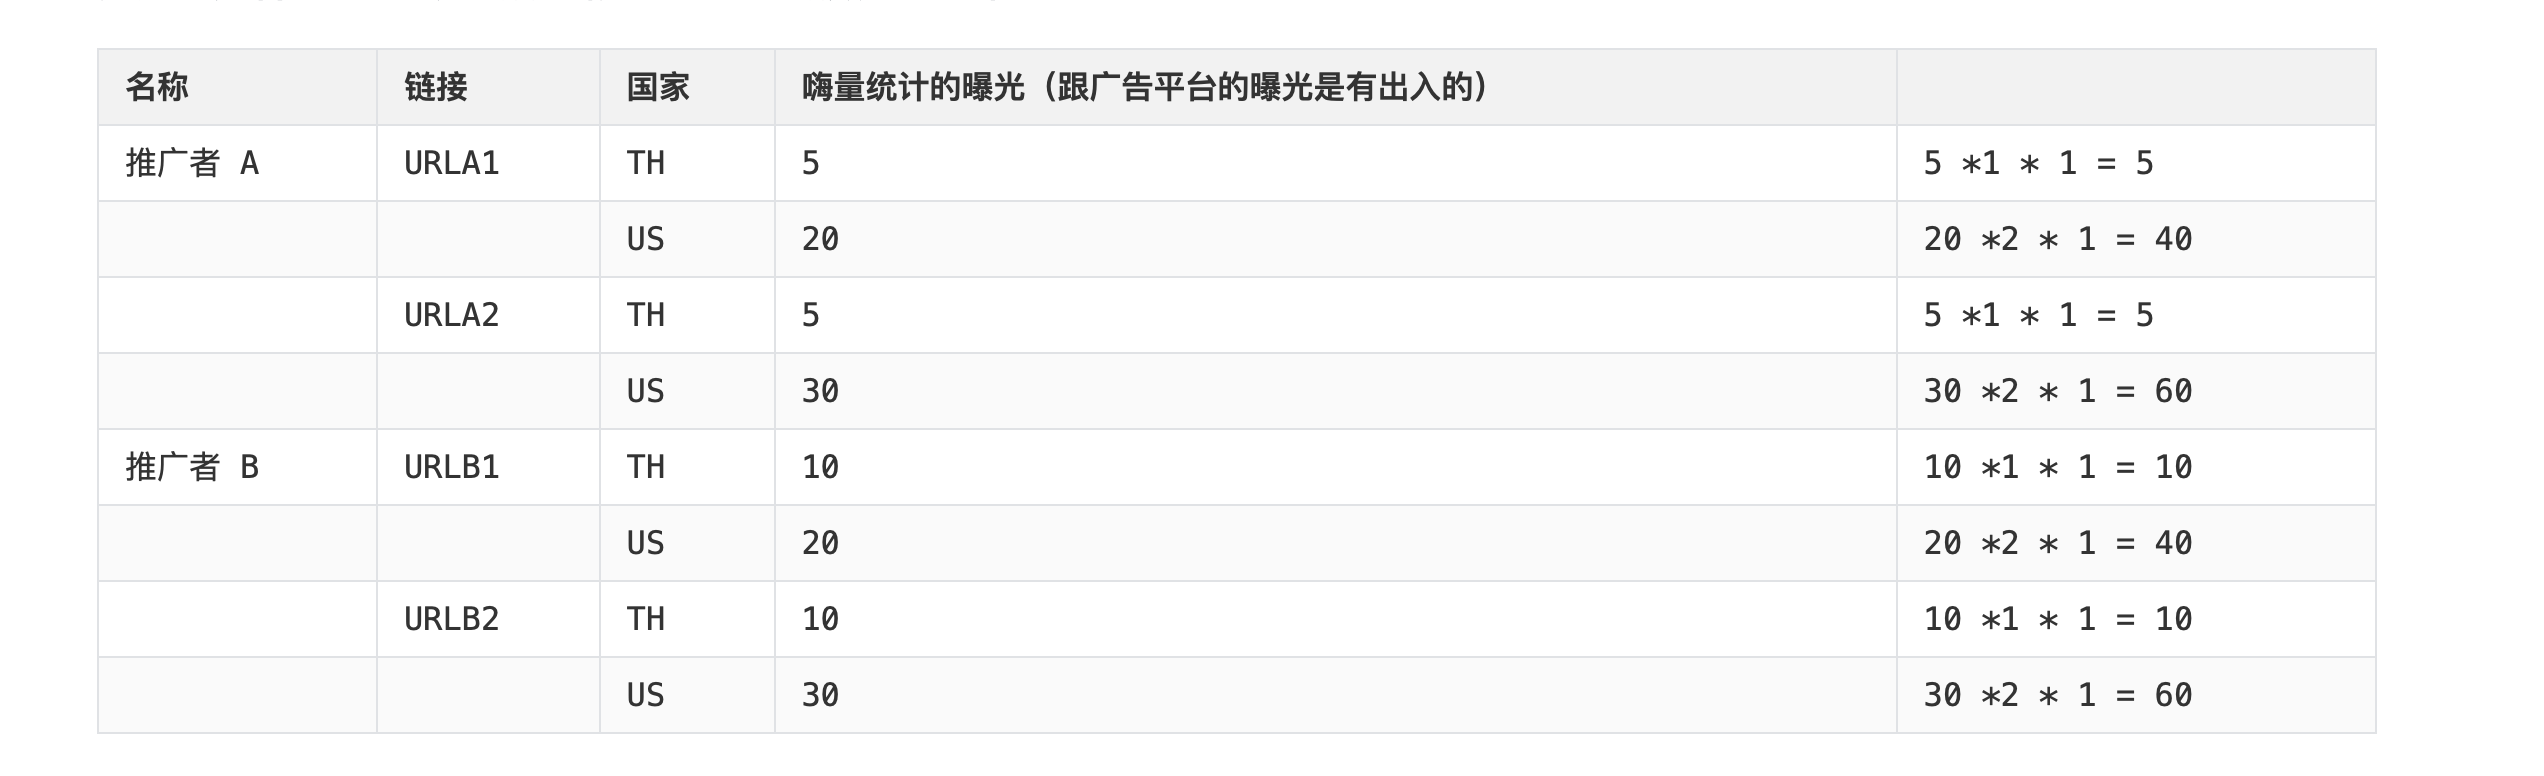 名称 链接 国家 嗨量统计的曝光（跟广告平台的曝光是有出入的）
推广者 A URLA1 TH 5 5 *1 * 1 = 5
US 20 20 *2 * 1 = 40
URLA2 TH 5 5 *1 * 1 = 5
US 30 30 *2 * 1 = 60
推广者 B URLB1 TH 10 10 *1 * 1 = 10
US 20 20 *2 * 1 = 40
URLB2 TH 10 10 *1 * 1 = 10
US 30 30 *2 * 1 = 60